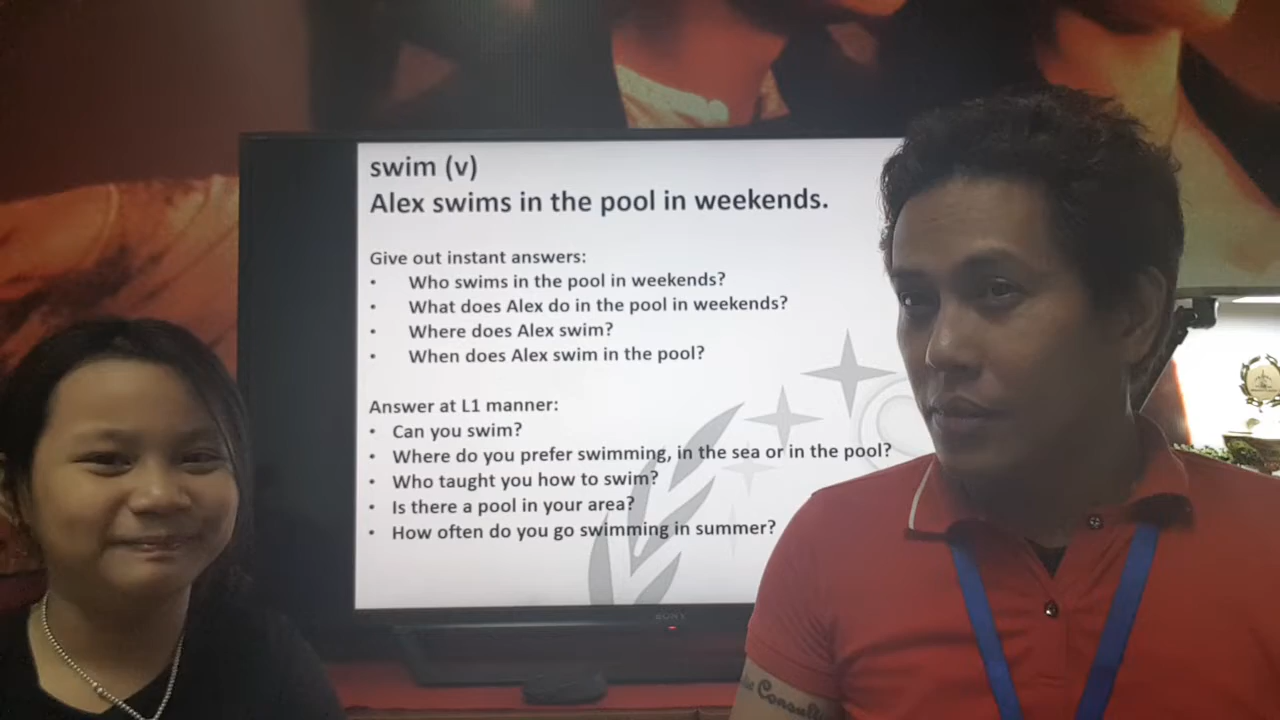 swim (v)
Alex swims in the pool in weekends.
Give out instant answers:
• Who swims in the pool in weekends?
• What does Alex do in the pool in weekends?
• Where does Alex swim?
• When does Alex swim in the pool?
Answer at L1 manner:
• Can you swim?
• Where do you prefer swimming, in the sea or in the pool?
• Who taught you how to swim?
• Is there a pool in your area?
• How often do you go swimming in summer?
SONY